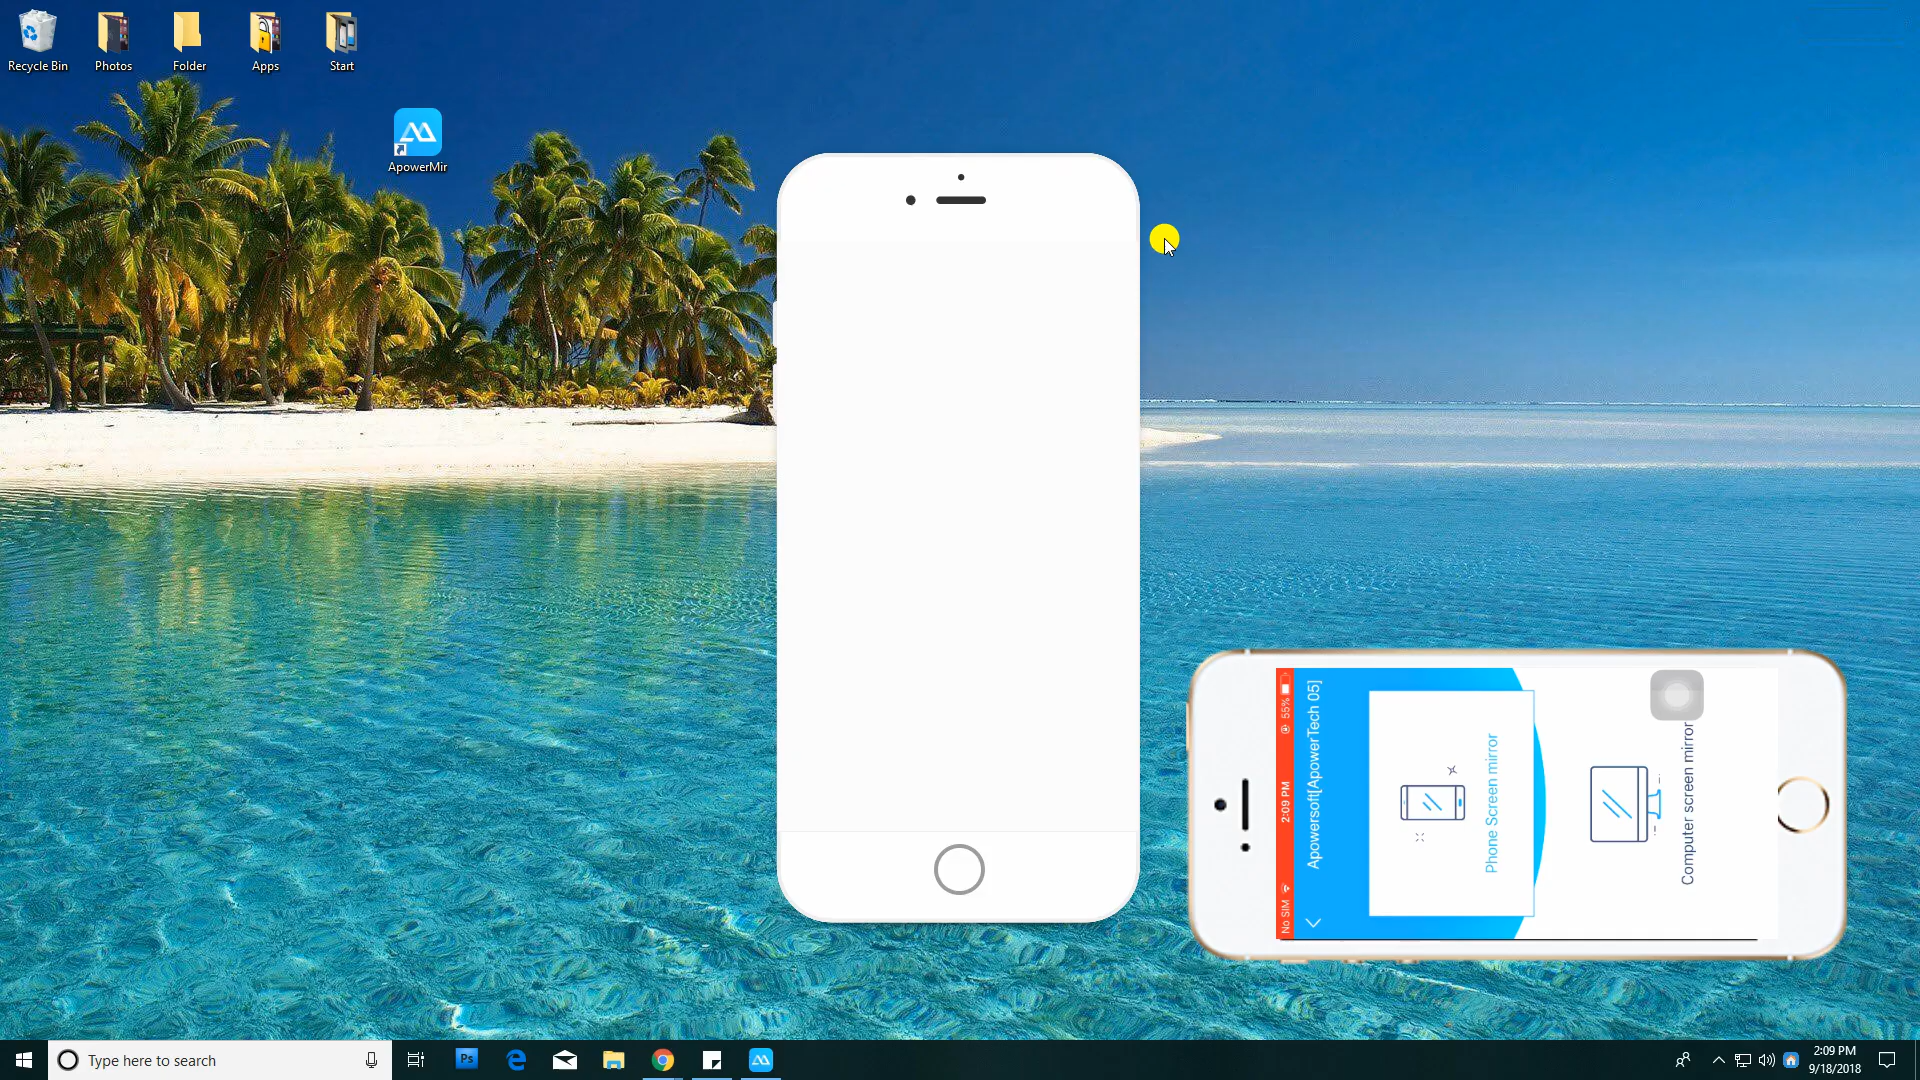 Recycle Bin
Photos
Folder
Apps
Start
ApowerMir
No SIM 2:09 PM 55%
Apowersoft[ApowerTech 05]
Phone Screen mirror
Computer screen mirror
Ps
Type here to search
2:09 PM
9/18/2018